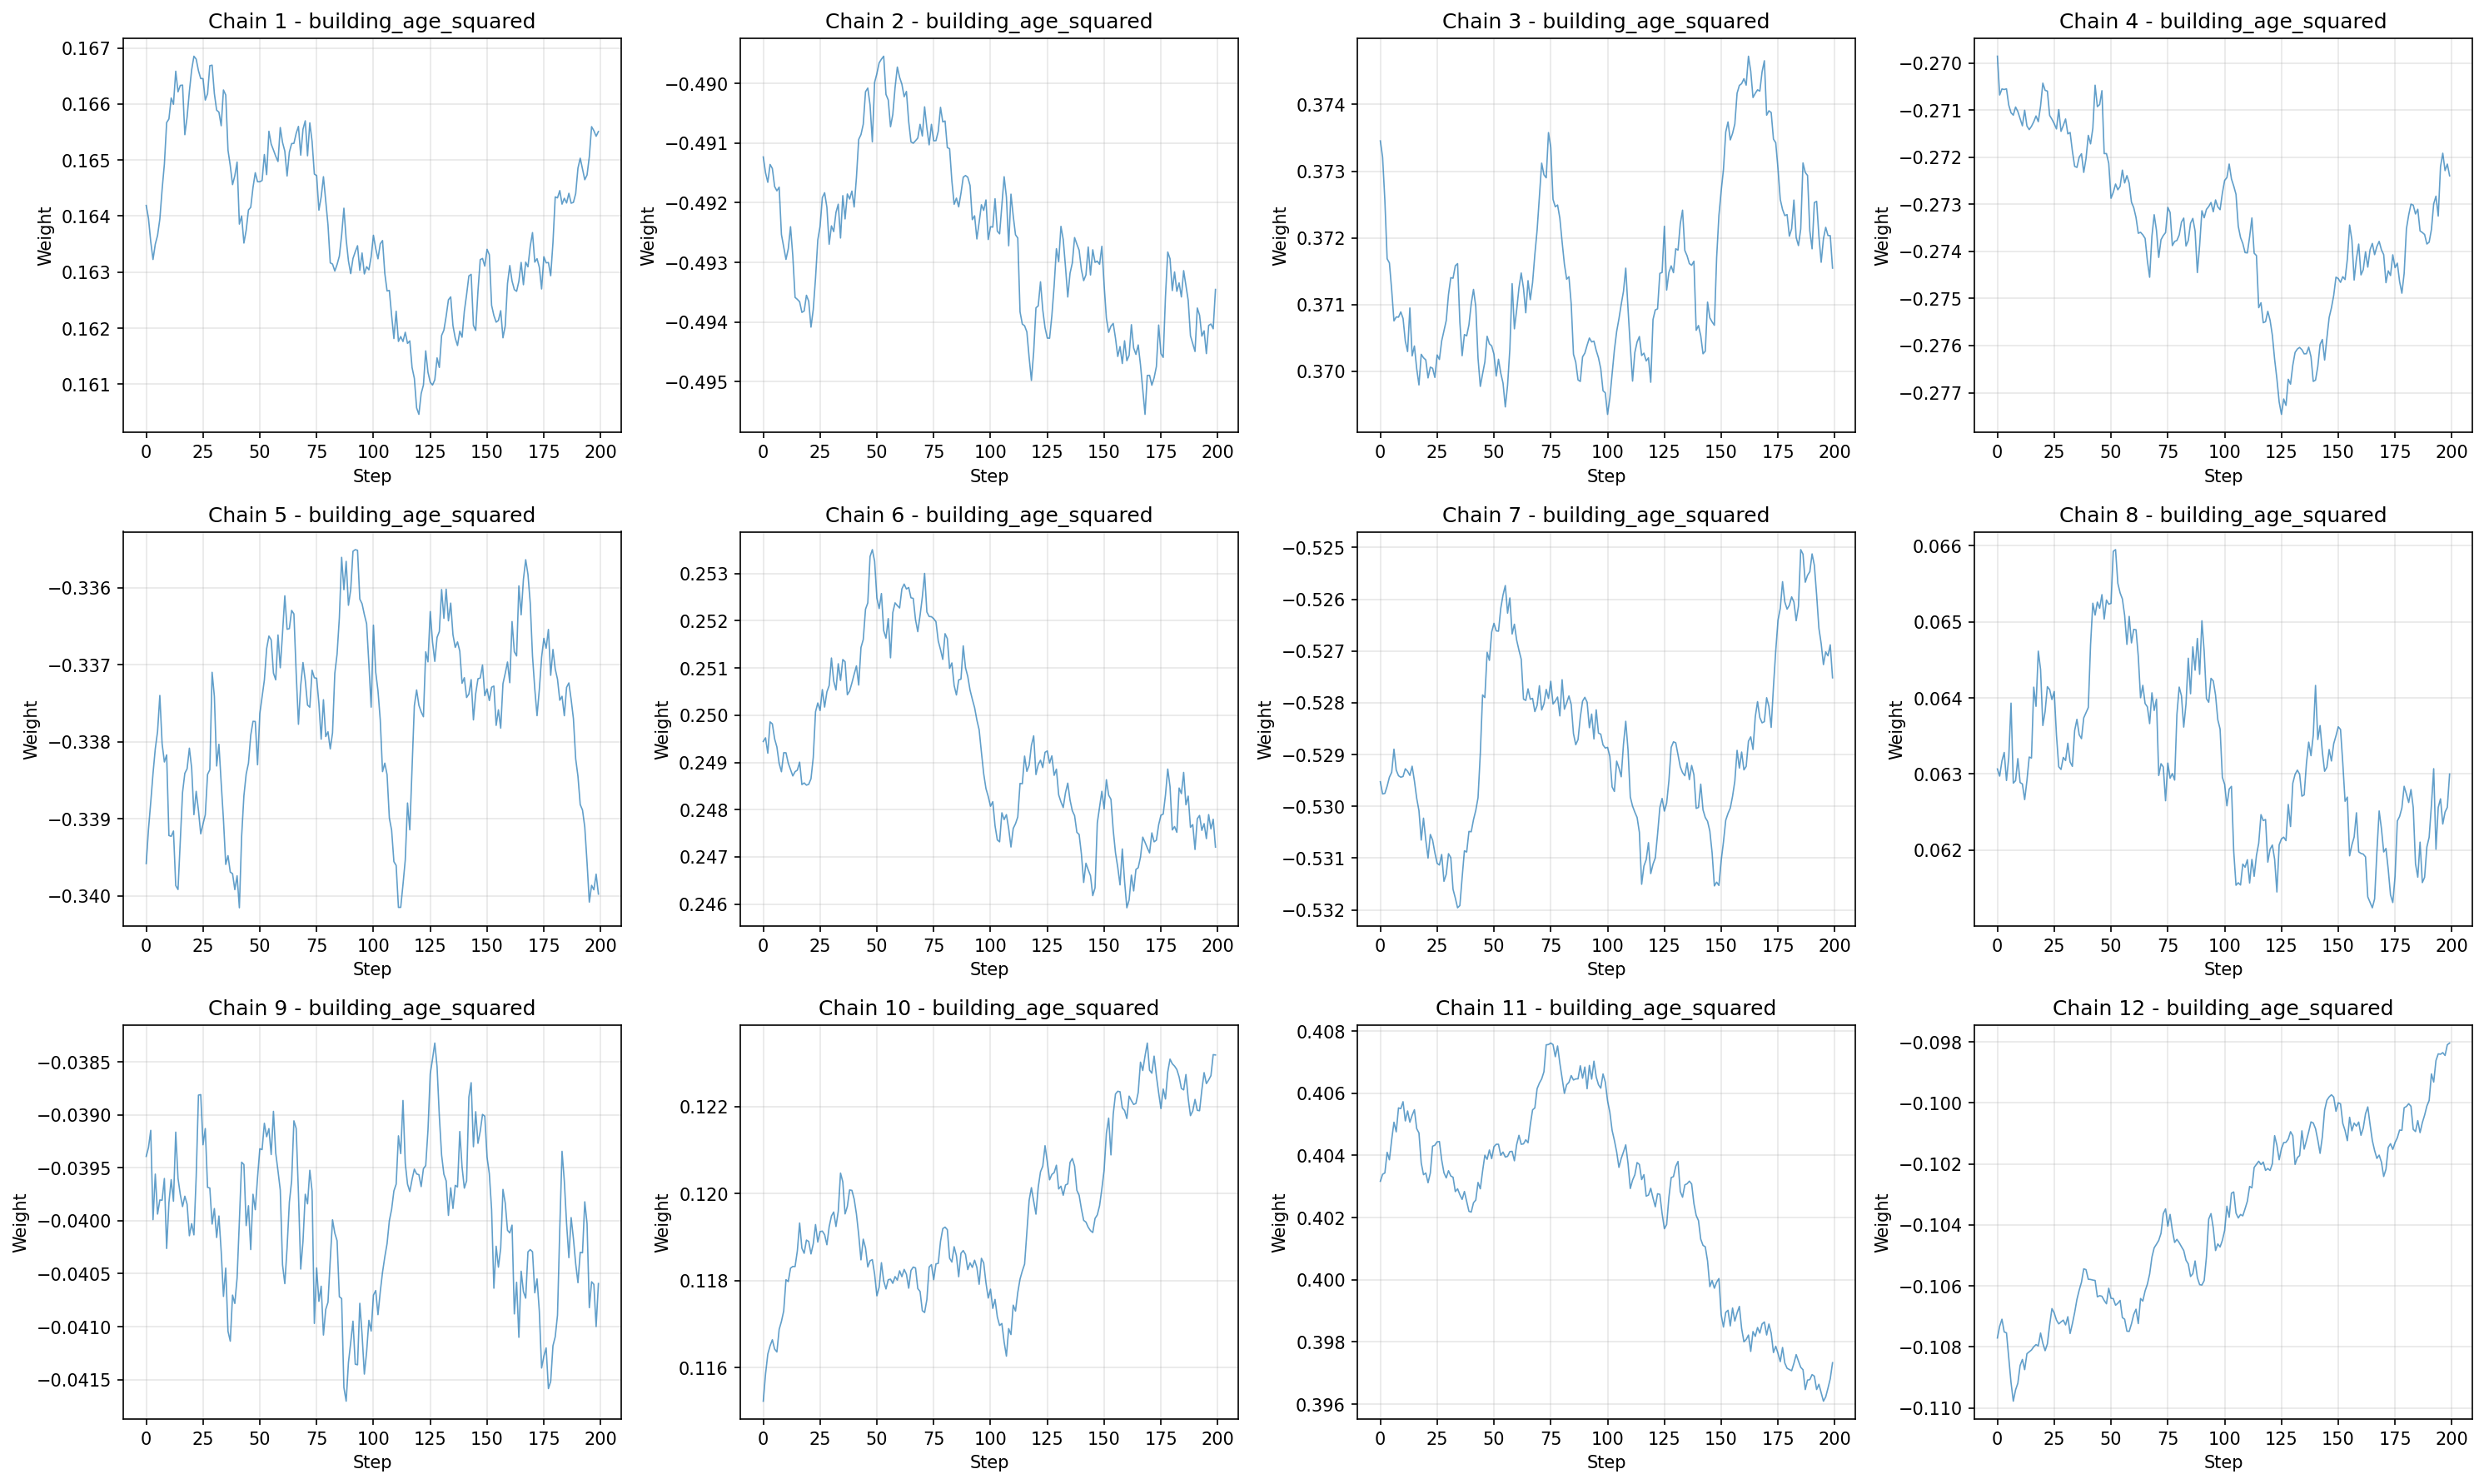 Chain 1 - building_age_squared
Weight
0.167
0.166
0.165
0.164
0.163
0.162
0.161
0 25 50 75 100 125 150 175 200
Step
Chain 2 - building_age_squared
Weight
−0.490
−0.491
−0.492
−0.493
−0.494
−0.495
0 25 50 75 100 125 150 175 200
Step
Chain 3 - building_age_squared
Weight
0.374
0.373
0.372
0.371
0.370
0 25 50 75 100 125 150 175 200
Step
Chain 4 - building_age_squared
Weight
−0.270
−0.271
−0.272
−0.273
−0.274
−0.275
−0.276
−0.277
0 25 50 75 100 125 150 175 200
Step
Chain 5 - building_age_squared
Weight
−0.336
−0.337
−0.338
−0.339
−0.340
0 25 50 75 100 125 150 175 200
Step
Chain 6 - building_age_squared
Weight
0.253
0.252
0.251
0.250
0.249
0.248
0.247
0.246
0 25 50 75 100 125 150 175 200
Step
Chain 7 - building_age_squared
Weight
−0.525
−0.526
−0.527
−0.528
−0.529
−0.530
−0.531
−0.532
0 25 50 75 100 125 150 175 200
Step
Chain 8 - building_age_squared
Weight
0.066
0.065
0.064
0.063
0.062
0 25 50 75 100 125 150 175 200
Step
Chain 9 - building_age_squared
Weight
−0.0385
−0.0390
−0.0395
−0.0400
−0.0405
−0.0410
−0.0415
0 25 50 75 100 125 150 175 200
Step
Chain 10 - building_age_squared
Weight
0.122
0.120
0.118
0.116
0 25 50 75 100 125 150 175 200
Step
Chain 11 - building_age_squared
Weight
0.408
0.406
0.404
0.402
0.400
0.398
0.396
0 25 50 75 100 125 150 175 200
Step
Chain 12 - building_age_squared
Weight
−0.098
−0.100
−0.102
−0.104
−0.106
−0.108
−0.110
0 25 50 75 100 125 150 175 200
Step